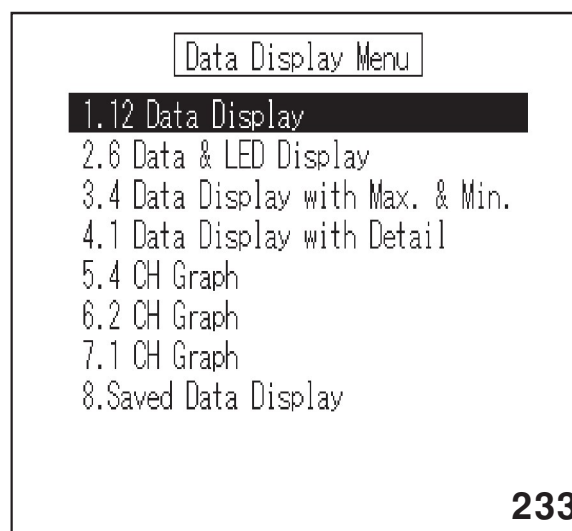 Data Display Menu
1.12 Data Display
2.6 Data & LED Display
3.4 Data Display with Max. & Min.
4.1 Data Display with Detail
5.4 CH Graph
6.2 CH Graph
7.1 CH Graph
8.Saved Data Display
233